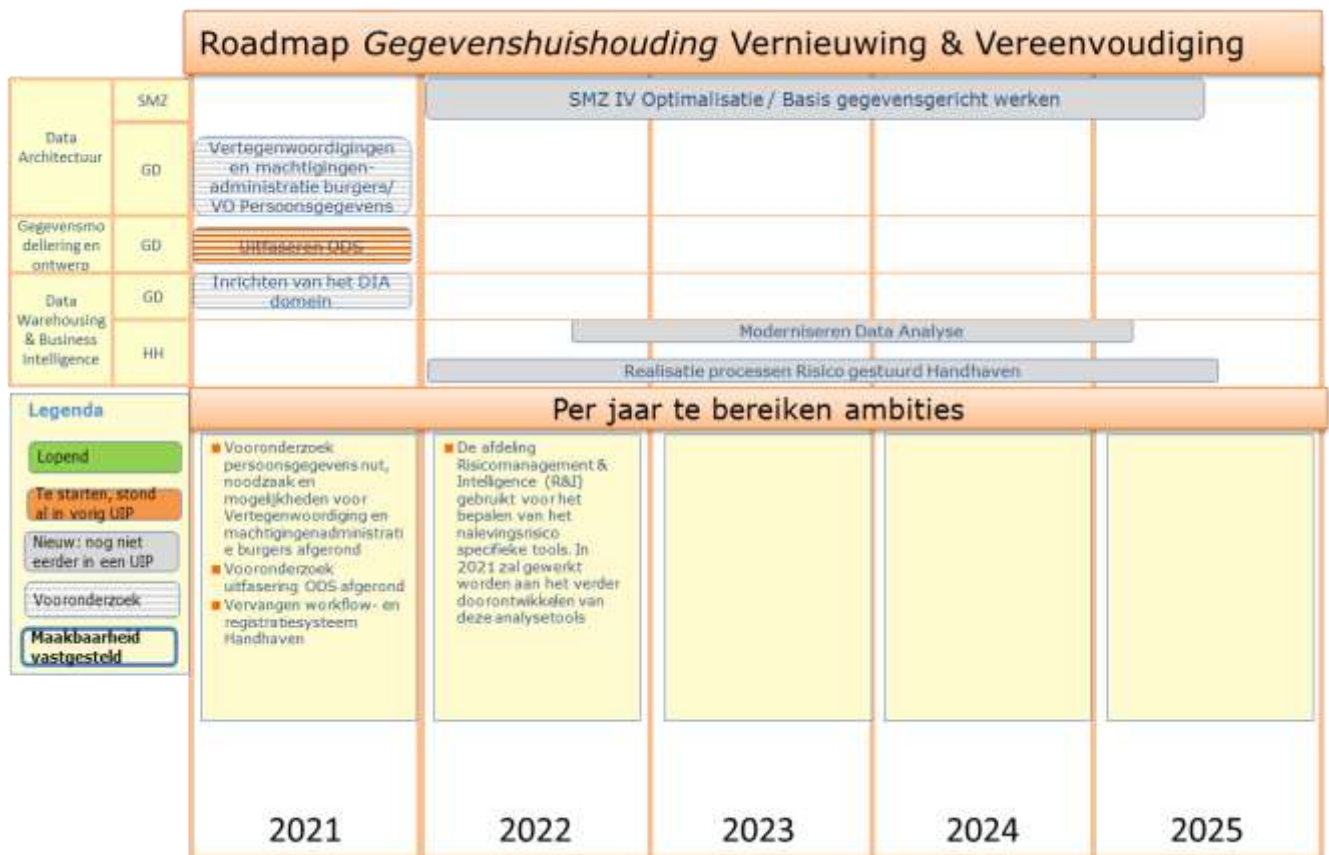 Roadmap Gegevenshuishouding Vernieuwing & Vereenvoudiging
Data
Architectuur
SMZ
SMZ IV Optimalisatie / Basis gegevensgericht werken
GD
Vertegenwoordigingen
en machtigingen-
administratie burgers/
VO Persoonsgegevens
Gegevensmo
dellering en
ontwerp
GD
Uitfaseren ODS
Data
Warehousing
& Business
Intelligence
GD
Inrichten van het DIA
domein
HH
Moderniseren Data Analyse
Realisatie processen Risico gestuurd Handhaven
Legenda
Lopend
Te starten, stond
al in vorig UIP
Nieuw: nog niet
eerder in een UIP
Vooronderzoek
Maakbaarheid
vastgesteld
Per jaar te bereiken ambities
Vooronderzoek
persoonsgegevens nut,
noodzaak en
mogelijkheden voor
Vertegenwoordiging en
machtigingenadministrati
e burgers afgerond
Vooronderzoek
uitfasering ODS afgerond
Vervangen workflow- en
registratiesysteem
Handhaven
De afdeling
Risicomanagement &
Intelligence (R&I)
gebruikt voor het
bepalen van het
nalevingsrisico
specifieke tools. In
2021 zal gewerkt
worden aan het verder
doorontwikkelen van
deze analysetools
2021
2022
2023
2024
2025